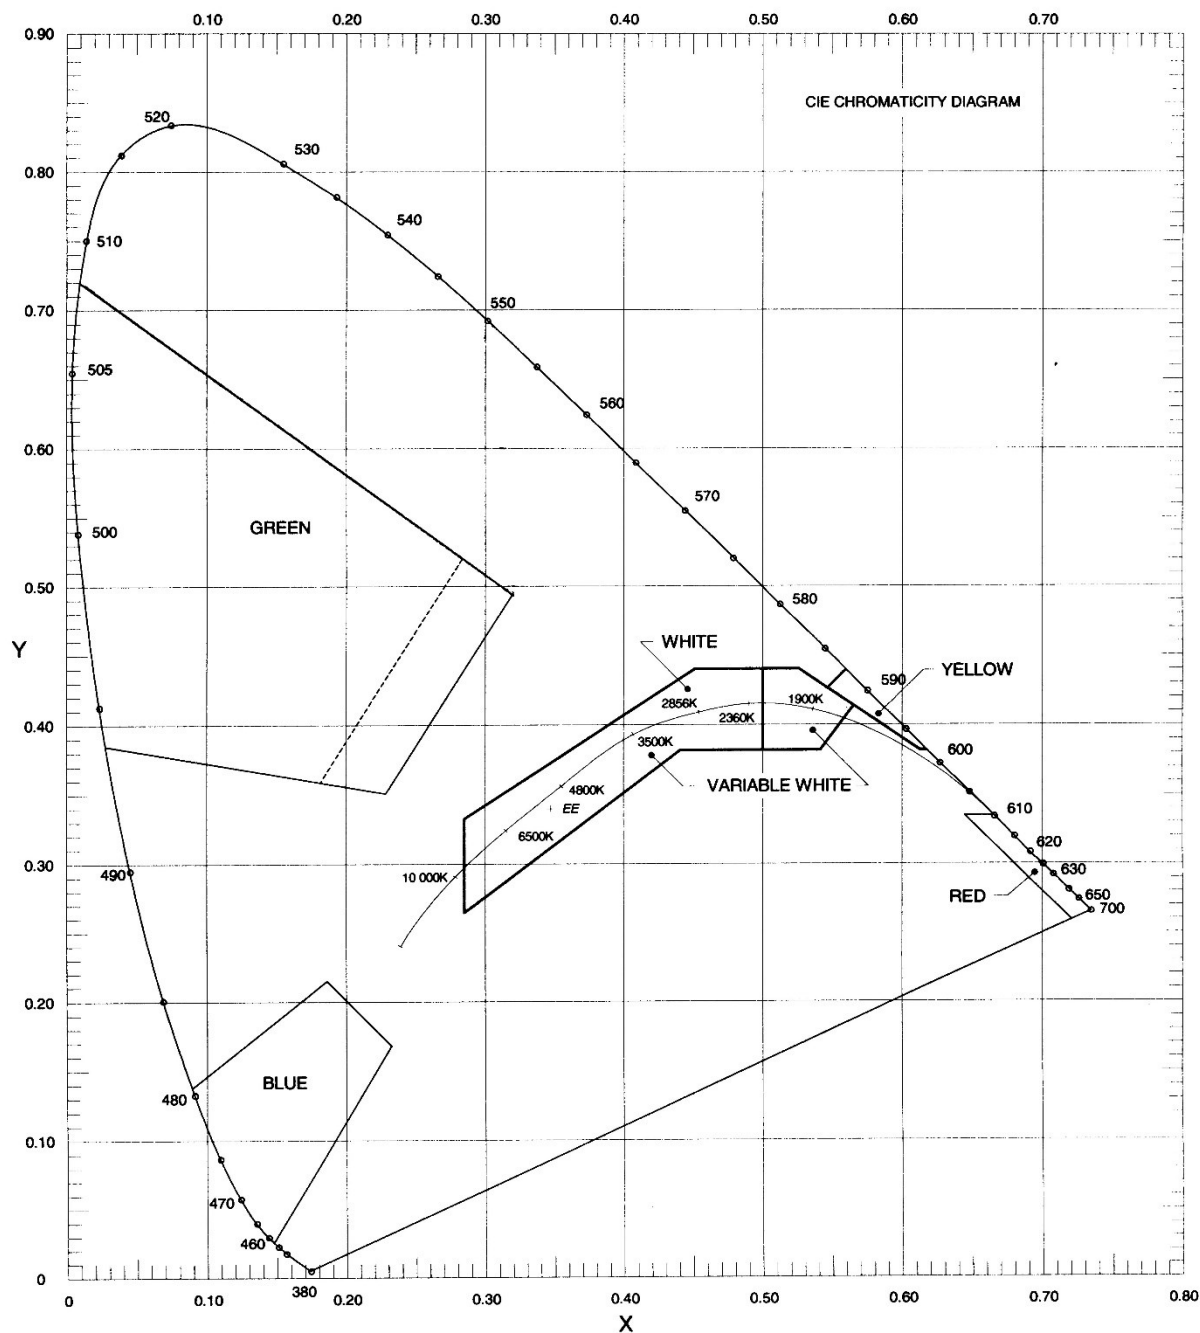 0.10 0.20 0.30 0.40 0.50 0.60 0.70
0.90
CIE CHROMATICITY DIAGRAM
520
530
0.80
540
510
550
0.70
505
560
0.60
570
GREEN
500
580
0.50
Y
WHITE
YELLOW
590
2856K
1900K
2360K
0.40
3500K
600
VARIABLE WHITE
4800K
EE
610
6500K
620
0.30
630
490
10 000K
RED
650
700
0.20
BLUE
480
0.10
470
460
0
380
0 0.10 0.20 0.30 0.40 0.50 0.60 0.70 0.80
X